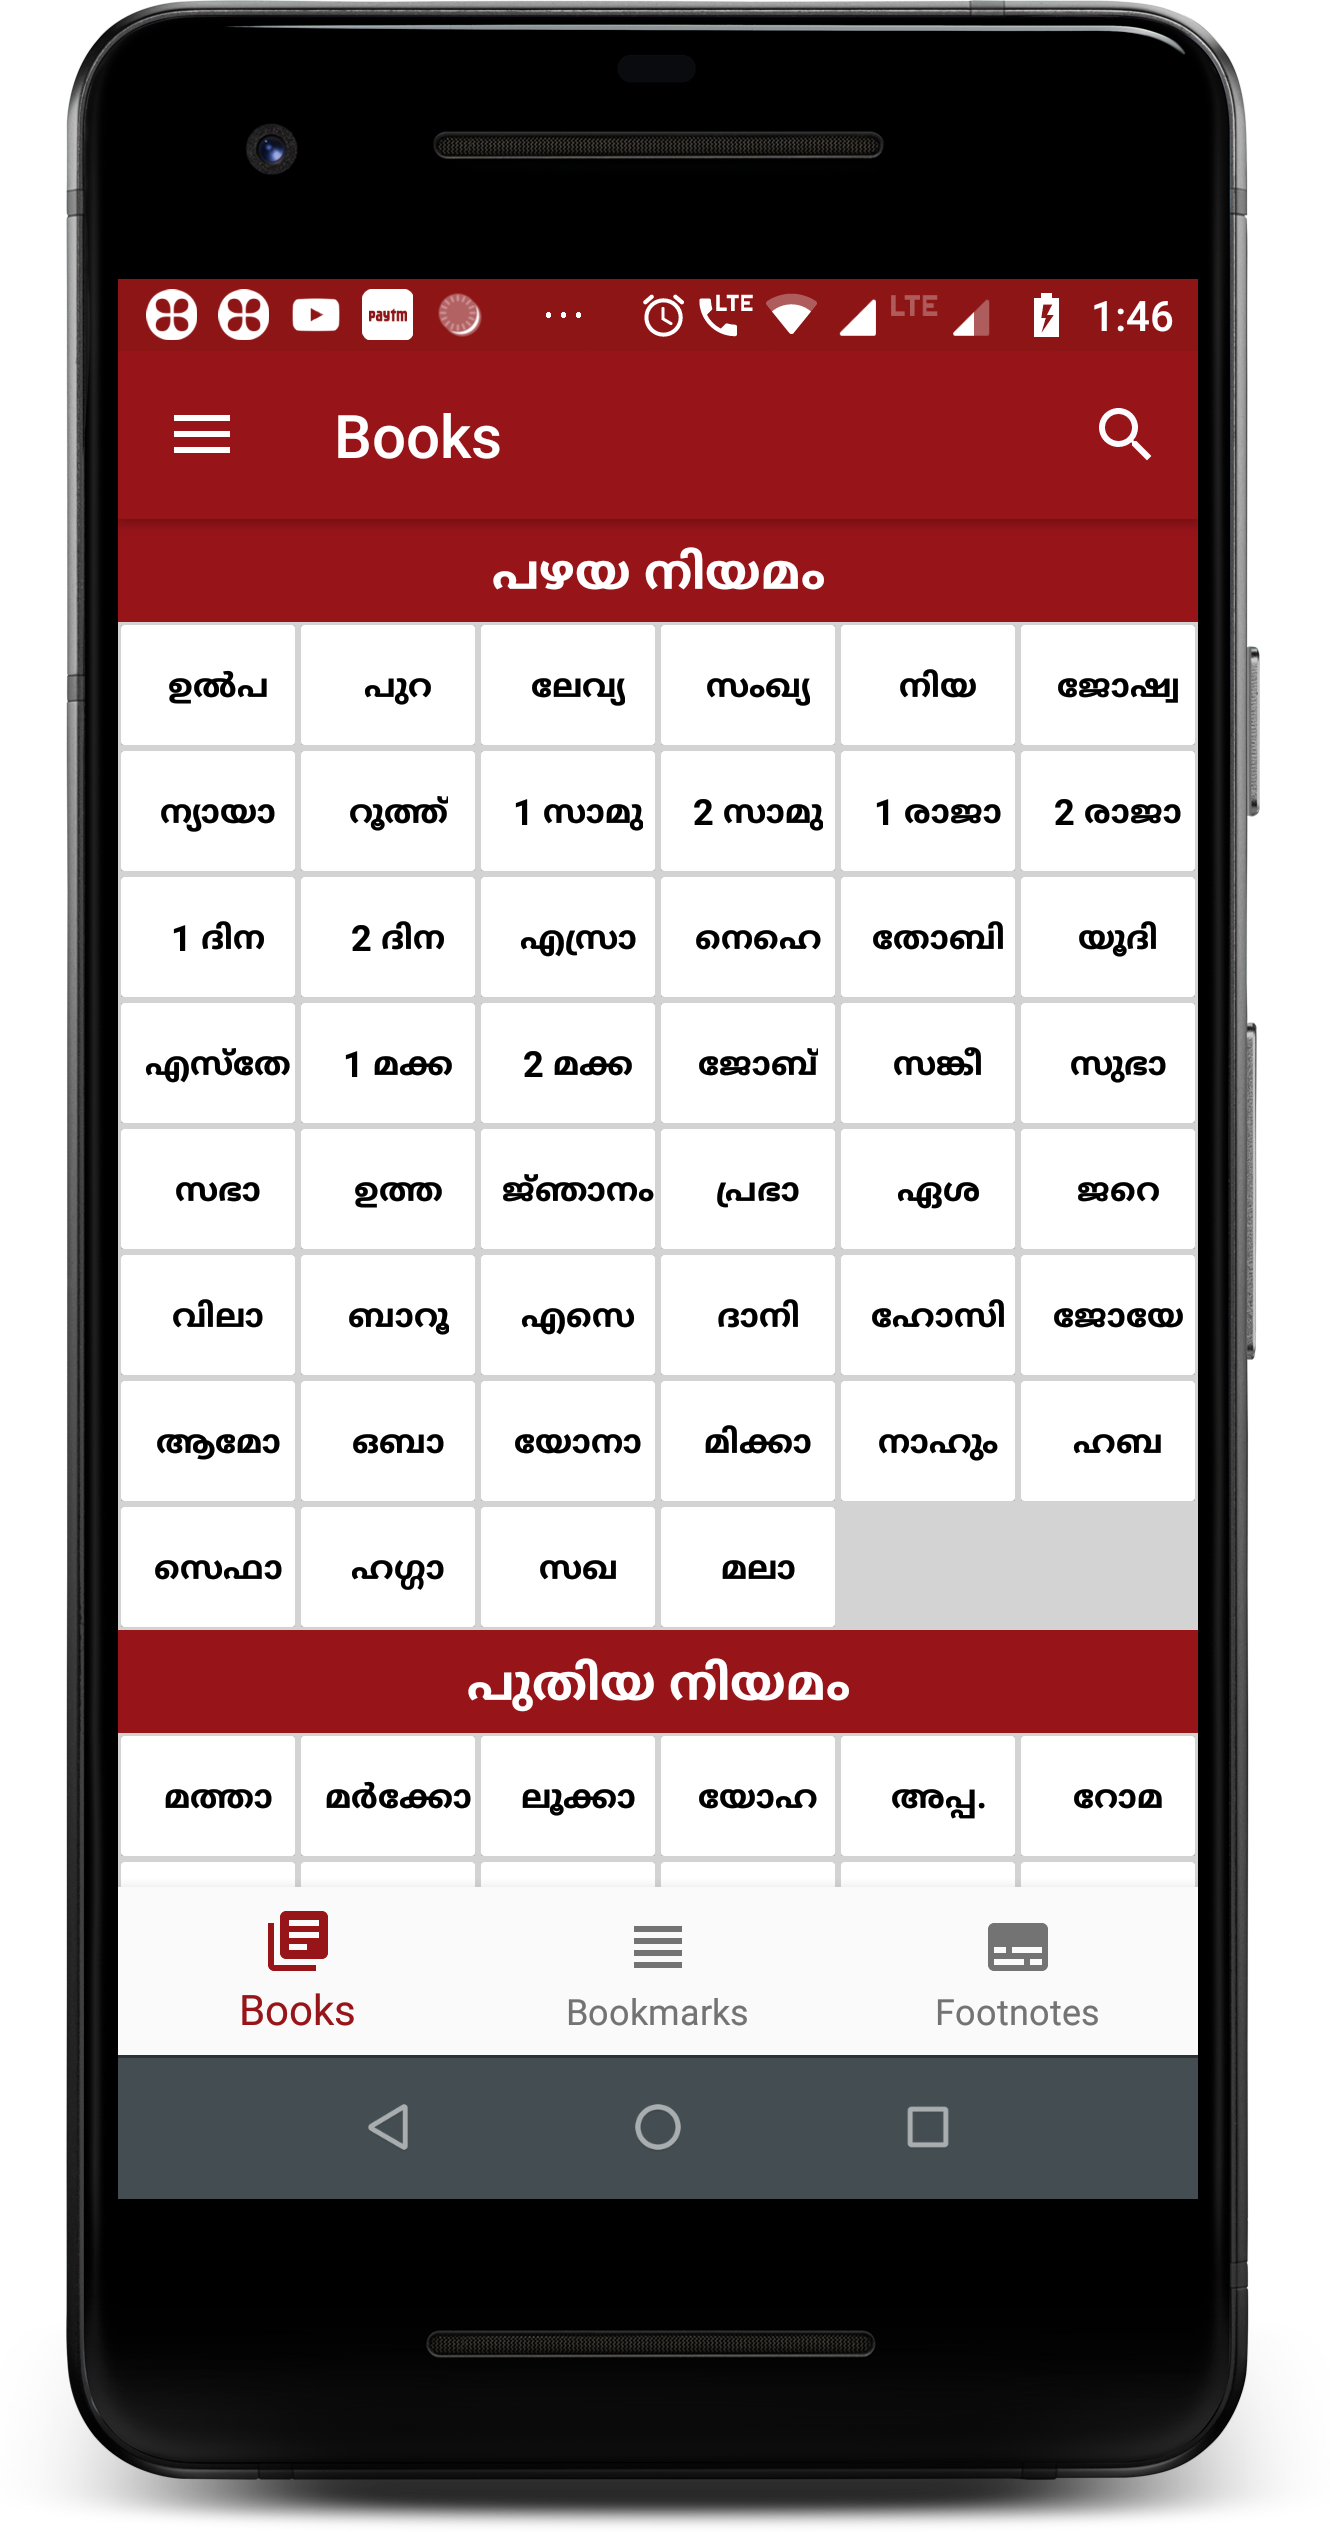 Paytm
LTE LTE 1:46
Books
പഴയ നിയമം
ഉൽപ പുറ ലേവ്യ സംഖ്യ നിയ ജോഷ്വ
ന്യായാ റൂത്ത് 1 സാമു 2 സാമു 1 രാജാ 2 രാജാ
1 ദിന 2 ദിന എസ്രാ നെഹെ തോബി യൂദി
എസ്തേ 1 മക്ക 2 മക്ക ജോബ് സങ്കീ സുഭാ
സഭാ ഉത്ത ജ്ഞാനം പ്രഭാ ഏശ ജറെ
വിലാ ബാറൂ എസെ ദാനി ഹോസി ജോയേ
ആമോ ഒബാ യോനാ മിക്കാ നാഹും ഹബ
സെഫാ ഹഗ്ഗാ സഖ മലാ
പുതിയ നിയമം
മത്താ മർക്കോ ലൂക്കാ യോഹ അപ്പ. റോമ
Books Bookmarks Footnotes